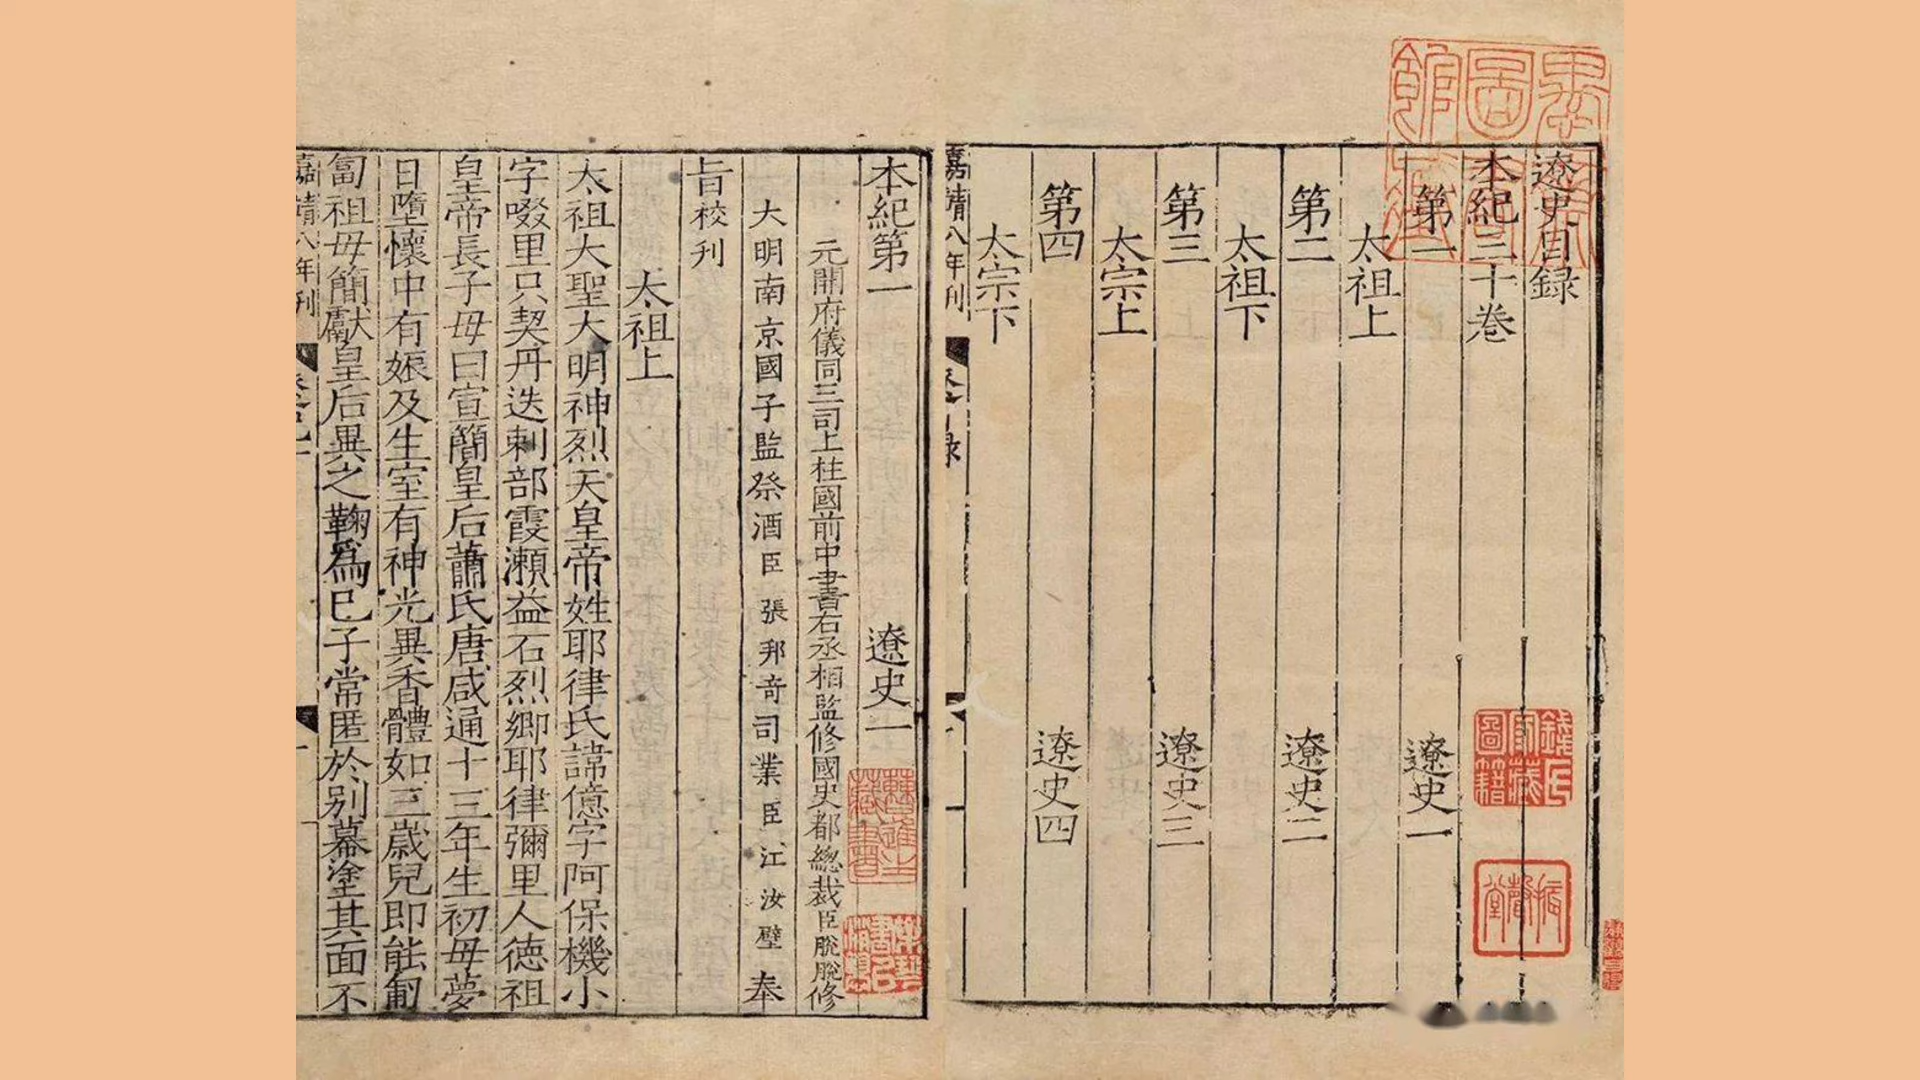 遼史目録
本紀三十卷
第一 遼史一
太祖上
第二 遼史二
太祖下
第三 遼史三
太宗上
第四 遼史四
太宗下
嘉靖八年刊
本紀第一 遼史一
元開府儀同三司上柱國前中書右丞相監修國史都總裁臣脫脫修
大明南京國子監祭酒臣張邦奇司業臣江汝璧奉
旨校刊
太祖上
太祖大聖大明神烈天皇帝姓耶律氏諱億字阿保機小
字啜里只契丹迭剌部霞瀨益石烈鄉耶律彌里人德祖
皇帝長子母曰宣簡皇后蕭氏唐咸通十三年生初母夢
日墮懷中有娠及生室有神光異香體如三歲兒即能匍
匐祖母簡獻皇后異之鞠爲己子常匿於别幕塗其面不
嘉靖八年刊
錢氏家藏圖籍
振聲堂